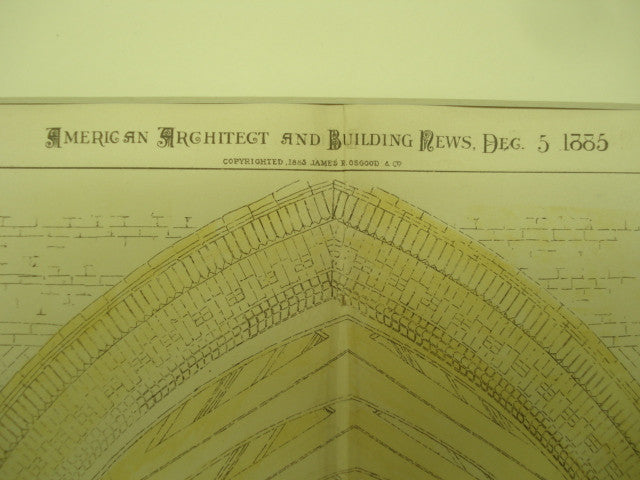 American Architect and Building News, Dec. 5 1885
COPYRIGHTED, 1885 JAMES R. OSGOOD & Co